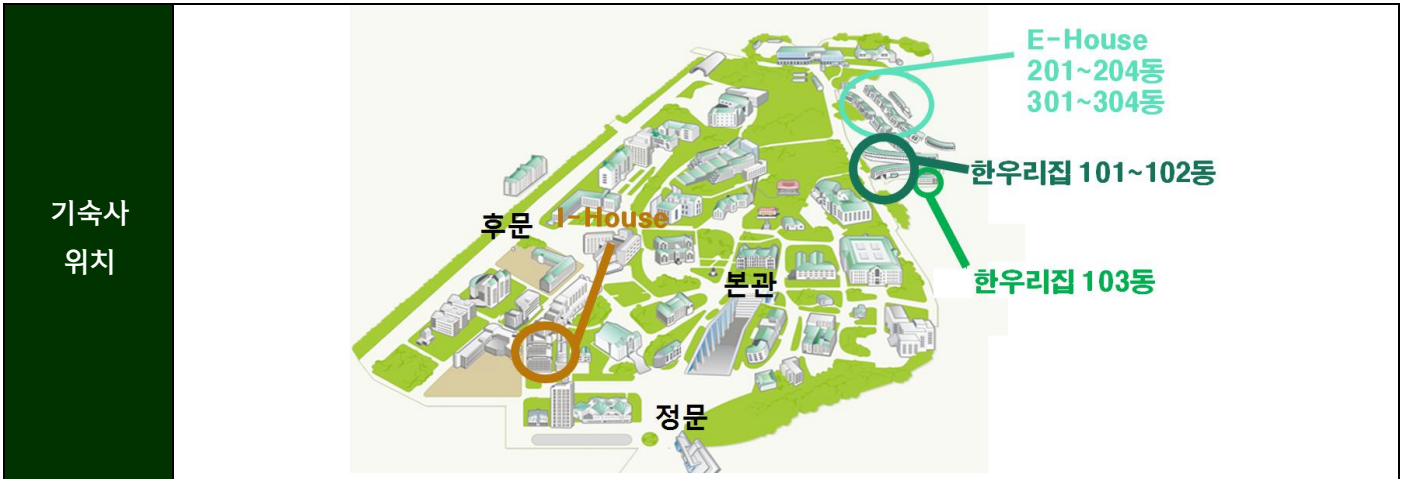 기숙사
위치
E-House
201~204동
301~304동
한우리집 101~102동
후문
I-House
본관
한우리집 103동
정문